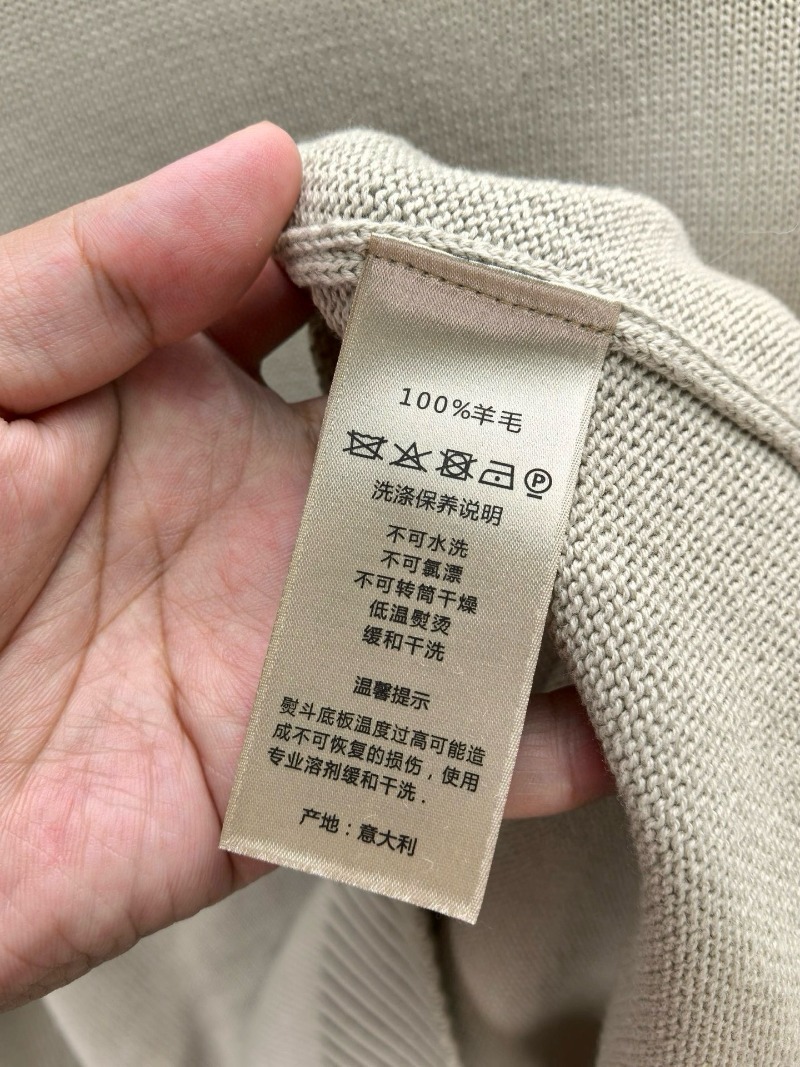 100%羊毛
P
洗涤保养说明
不可水洗
不可氯漂
不可转筒干燥
低温熨烫
缓和干洗
温馨提示
熨斗底板温度过高可能造
成不可恢复的损伤，使用
专业溶剂缓和干洗.
产地：意大利